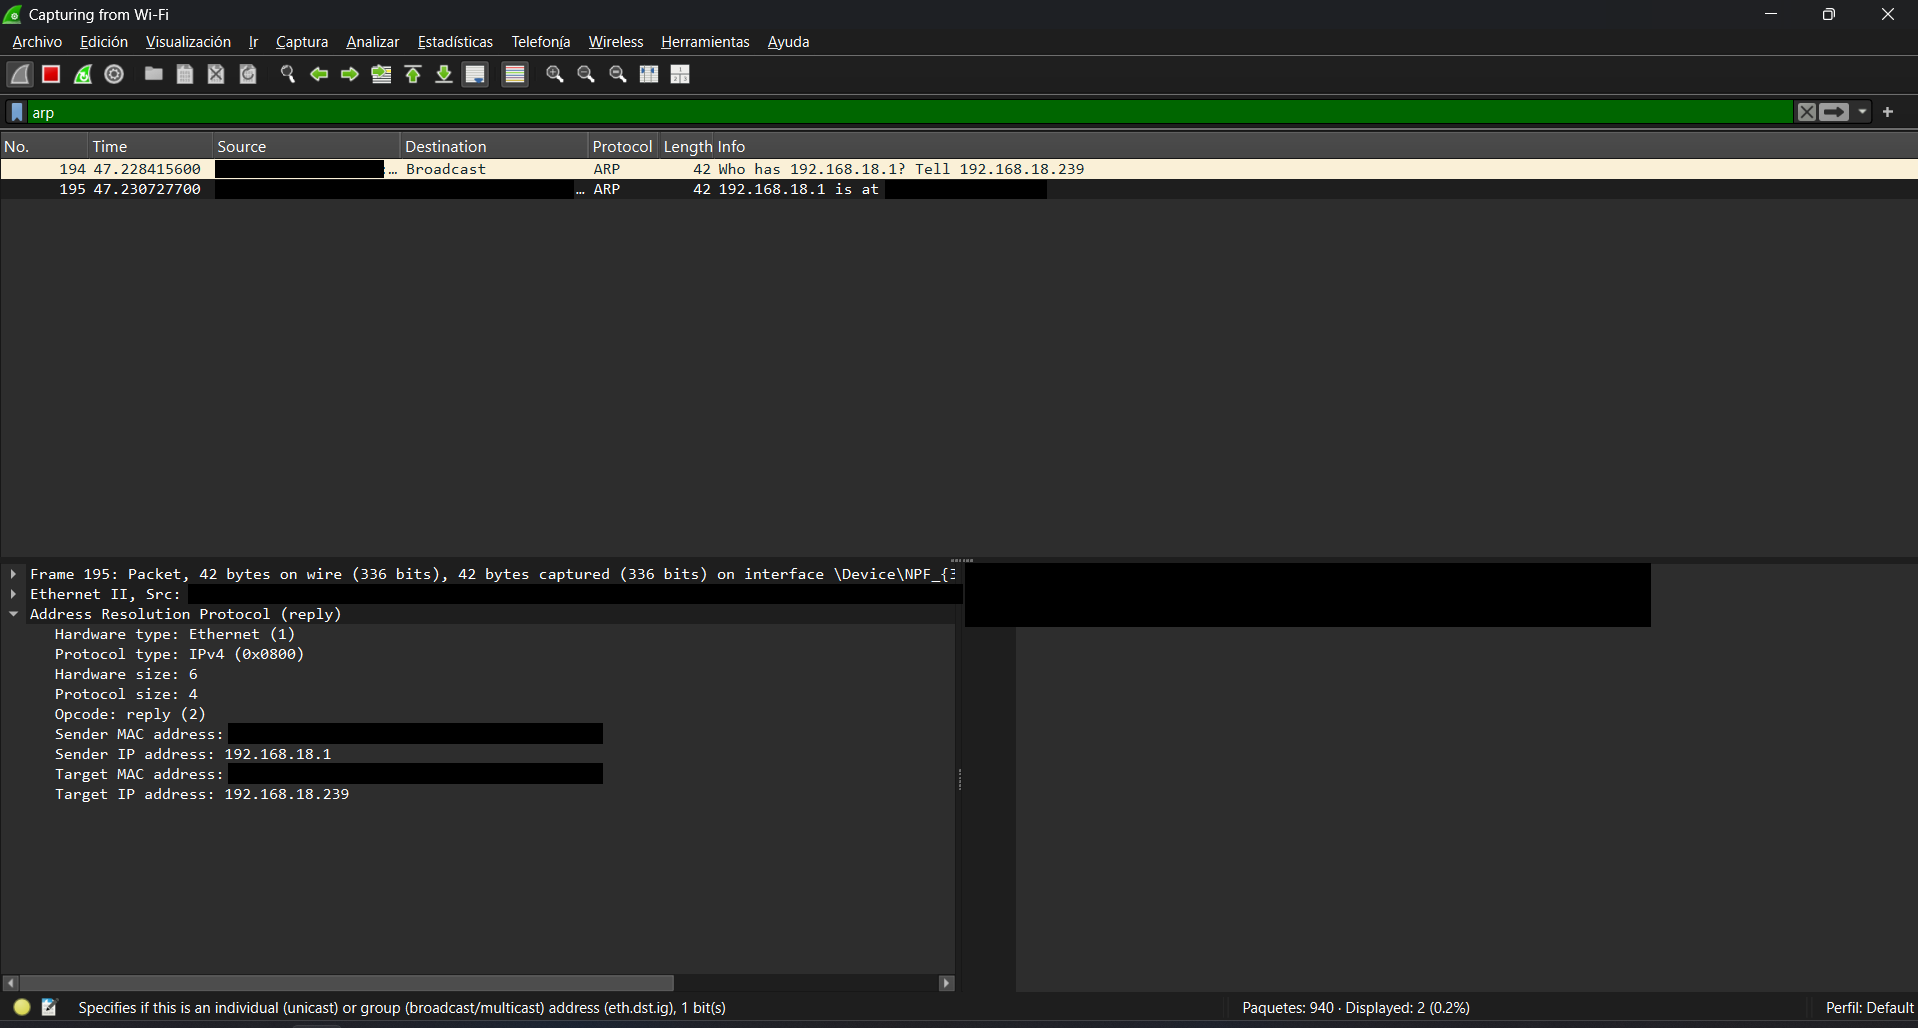 Capturing from Wi-Fi
Archivo Edición Visualización Ir Captura Analizar Estadísticas Telefonía Wireless Herramientas Ayuda
arp
No. Time Source Destination Protocol Length Info
194 47.228415600 :… Broadcast ARP 42 Who has 192.168.18.1? Tell 192.168.18.239
195 47.230727700 … ARP 42 192.168.18.1 is at
Frame 195: Packet, 42 bytes on wire (336 bits), 42 bytes captured (336 bits) on interface \Device\NPF_{3
Ethernet II, Src:
Address Resolution Protocol (reply)
Hardware type: Ethernet (1)
Protocol type: IPv4 (0x0800)
Hardware size: 6
Protocol size: 4
Opcode: reply (2)
Sender MAC address:
Sender IP address: 192.168.18.1
Target MAC address:
Target IP address: 192.168.18.239
Specifies if this is an individual (unicast) or group (broadcast/multicast) address (eth.dst.ig), 1 bit(s)
Paquetes: 940 · Displayed: 2 (0.2%)
Perfil: Default